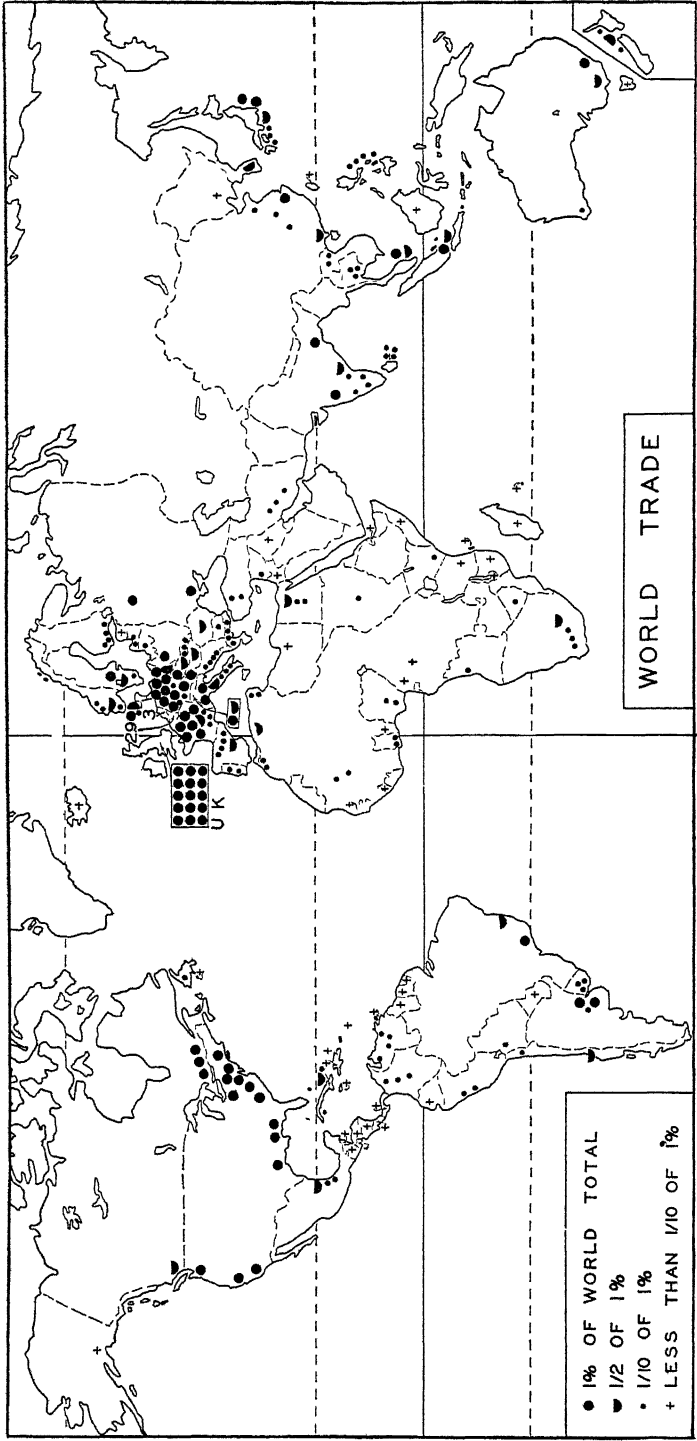 29
3
UK
WORLD TRADE
● 1% OF WORLD TOTAL
◗ 1/2 OF 1%
• 1/10 OF 1%
+ LESS THAN 1/10 OF 1%